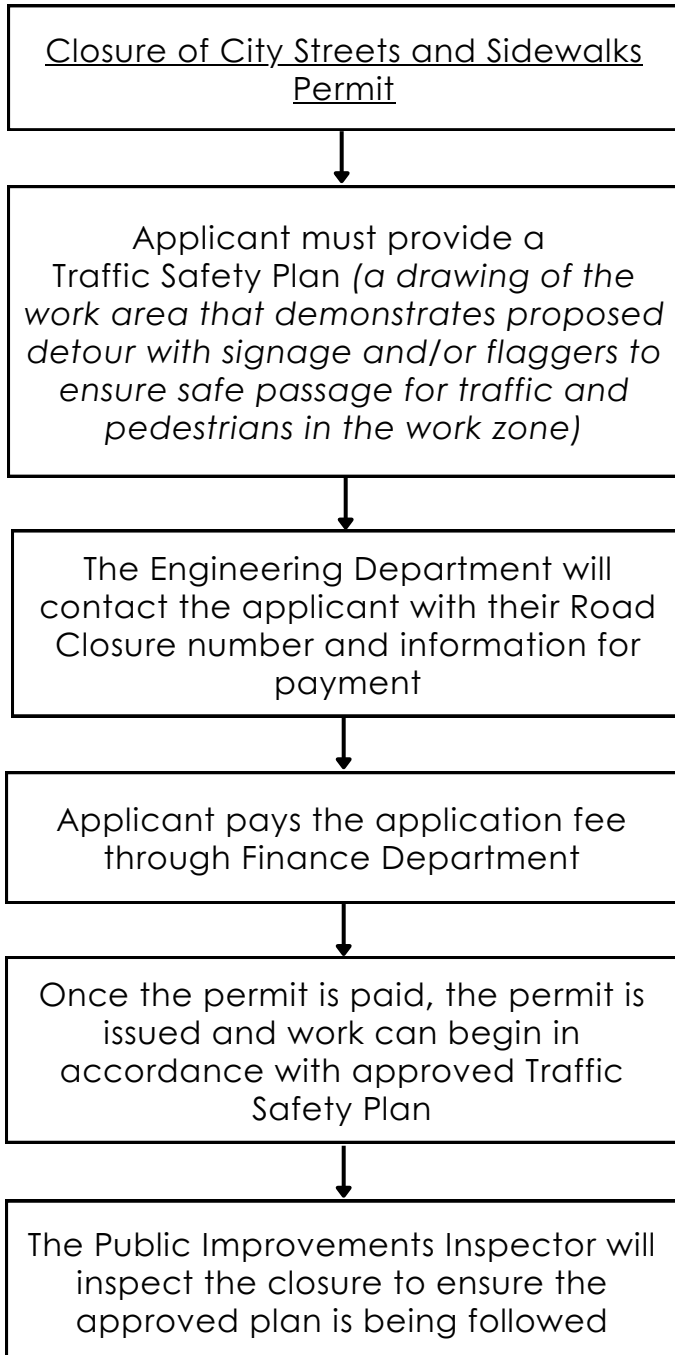 Closure of City Streets and Sidewalks
Permit
Applicant must provide a
Traffic Safety Plan (a drawing of the
work area that demonstrates proposed
detour with signage and/or flaggers to
ensure safe passage for traffic and
pedestrians in the work zone)
The Engineering Department will
contact the applicant with their Road
Closure number and information for
payment
Applicant pays the application fee
through Finance Department
Once the permit is paid, the permit is
issued and work can begin in
accordance with approved Traffic
Safety Plan
The Public Improvements Inspector will
inspect the closure to ensure the
approved plan is being followed